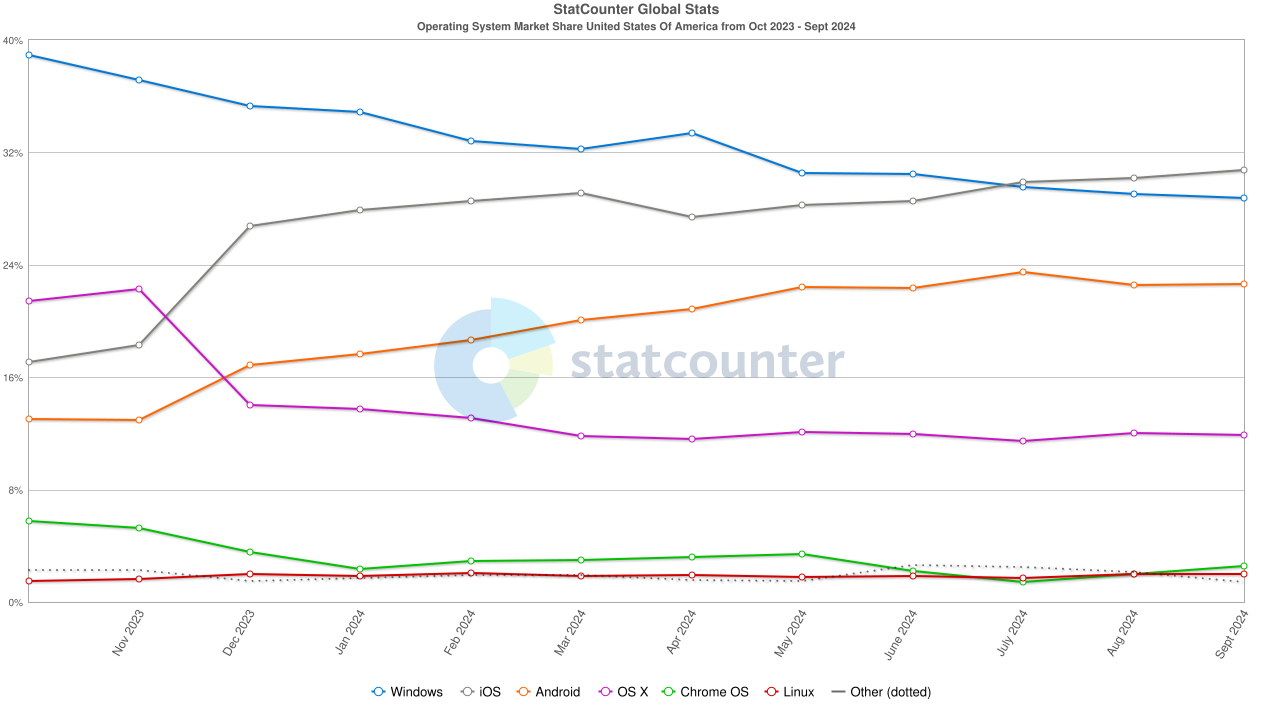 StatCounter Global Stats
Operating System Market Share United States Of America from Oct 2023 - Sept 2024
40%
32%
24%
16%
8%
0%
statcounter
Nov 2023
Dec 2023
Jan 2024
Feb 2024
Mar 2024
Apr 2024
May 2024
June 2024
July 2024
Aug 2024
Sept 2024
Windows iOS Android OS X Chrome OS Linux Other (dotted)